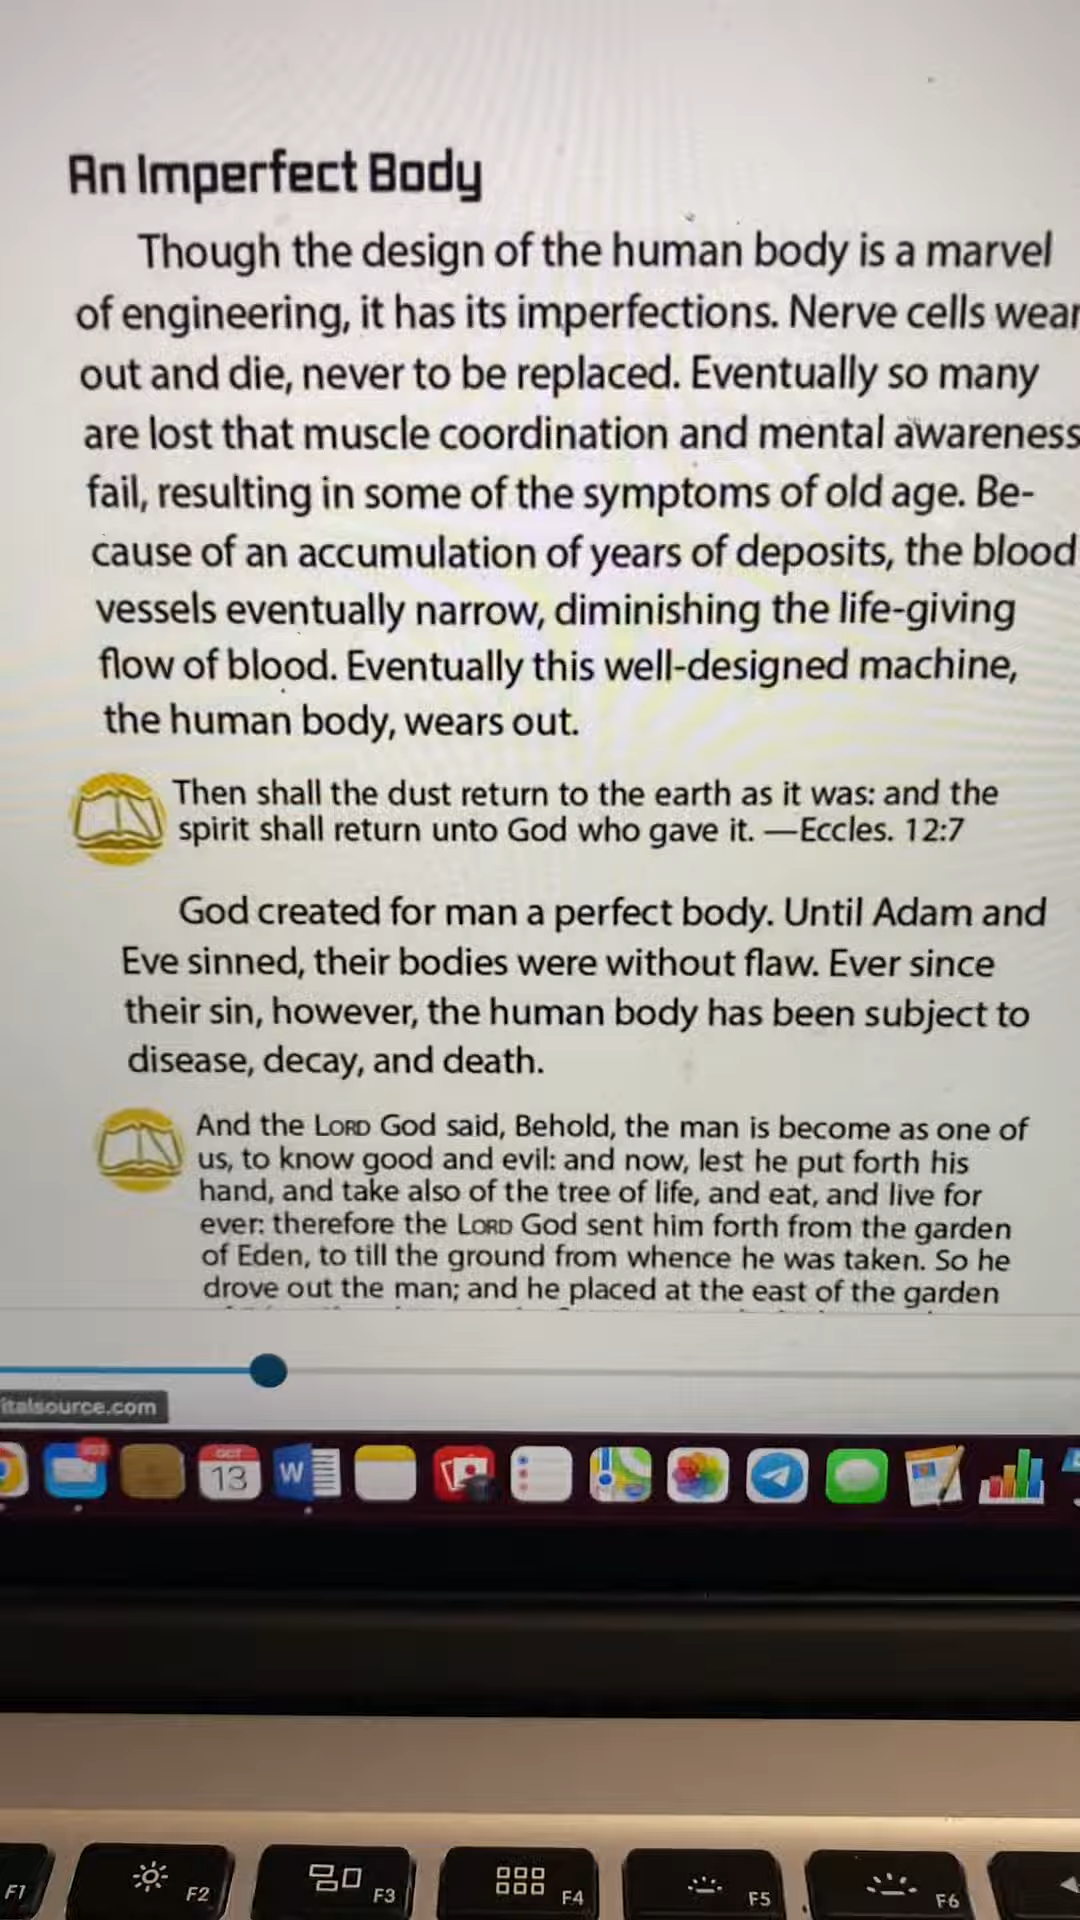 An Imperfect Body
Though the design of the human body is a marvel
of engineering, it has its imperfections. Nerve cells wear
out and die, never to be replaced. Eventually so many
are lost that muscle coordination and mental awareness
fail, resulting in some of the symptoms of old age. Be-
cause of an accumulation of years of deposits, the blood
vessels eventually narrow, diminishing the life-giving
flow of blood. Eventually this well-designed machine,
the human body, wears out.
Then shall the dust return to the earth as it was: and the
spirit shall return unto God who gave it. —Eccles. 12:7
God created for man a perfect body. Until Adam and
Eve sinned, their bodies were without flaw. Ever since
their sin, however, the human body has been subject to
disease, decay, and death.
And the LORD God said, Behold, the man is become as one of
us, to know good and evil: and now, lest he put forth his
hand, and take also of the tree of life, and eat, and live for
ever: therefore the LORD God sent him forth from the garden
of Eden, to till the ground from whence he was taken. So he
drove out the man; and he placed at the east of the garden
italsource.com
OCT
13
W
F1 F2 F3 F4 F5 F6